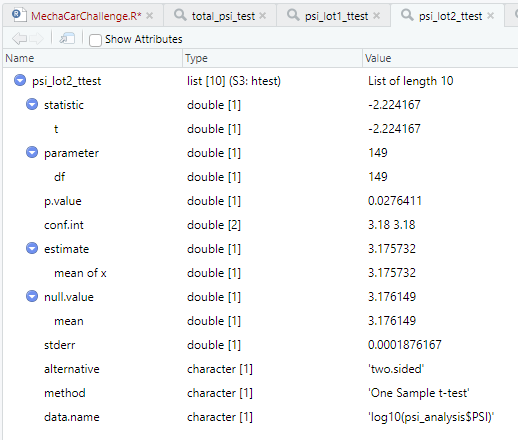 MechaCarChallenge.R* × total_psi_test × psi_lot1_ttest × psi_lot2_ttest ×
Show Attributes
Name Type Value
psi_lot2_ttest list [10] (S3: htest) List of length 10
statistic double [1] -2.224167
t double [1] -2.224167
parameter double [1] 149
df double [1] 149
p.value double [1] 0.0276411
conf.int double [2] 3.18 3.18
estimate double [1] 3.175732
mean of x double [1] 3.175732
null.value double [1] 3.176149
mean double [1] 3.176149
stderr double [1] 0.0001876167
alternative character [1] 'two.sided'
method character [1] 'One Sample t-test'
data.name character [1] 'log10(psi_analysis$PSI)'